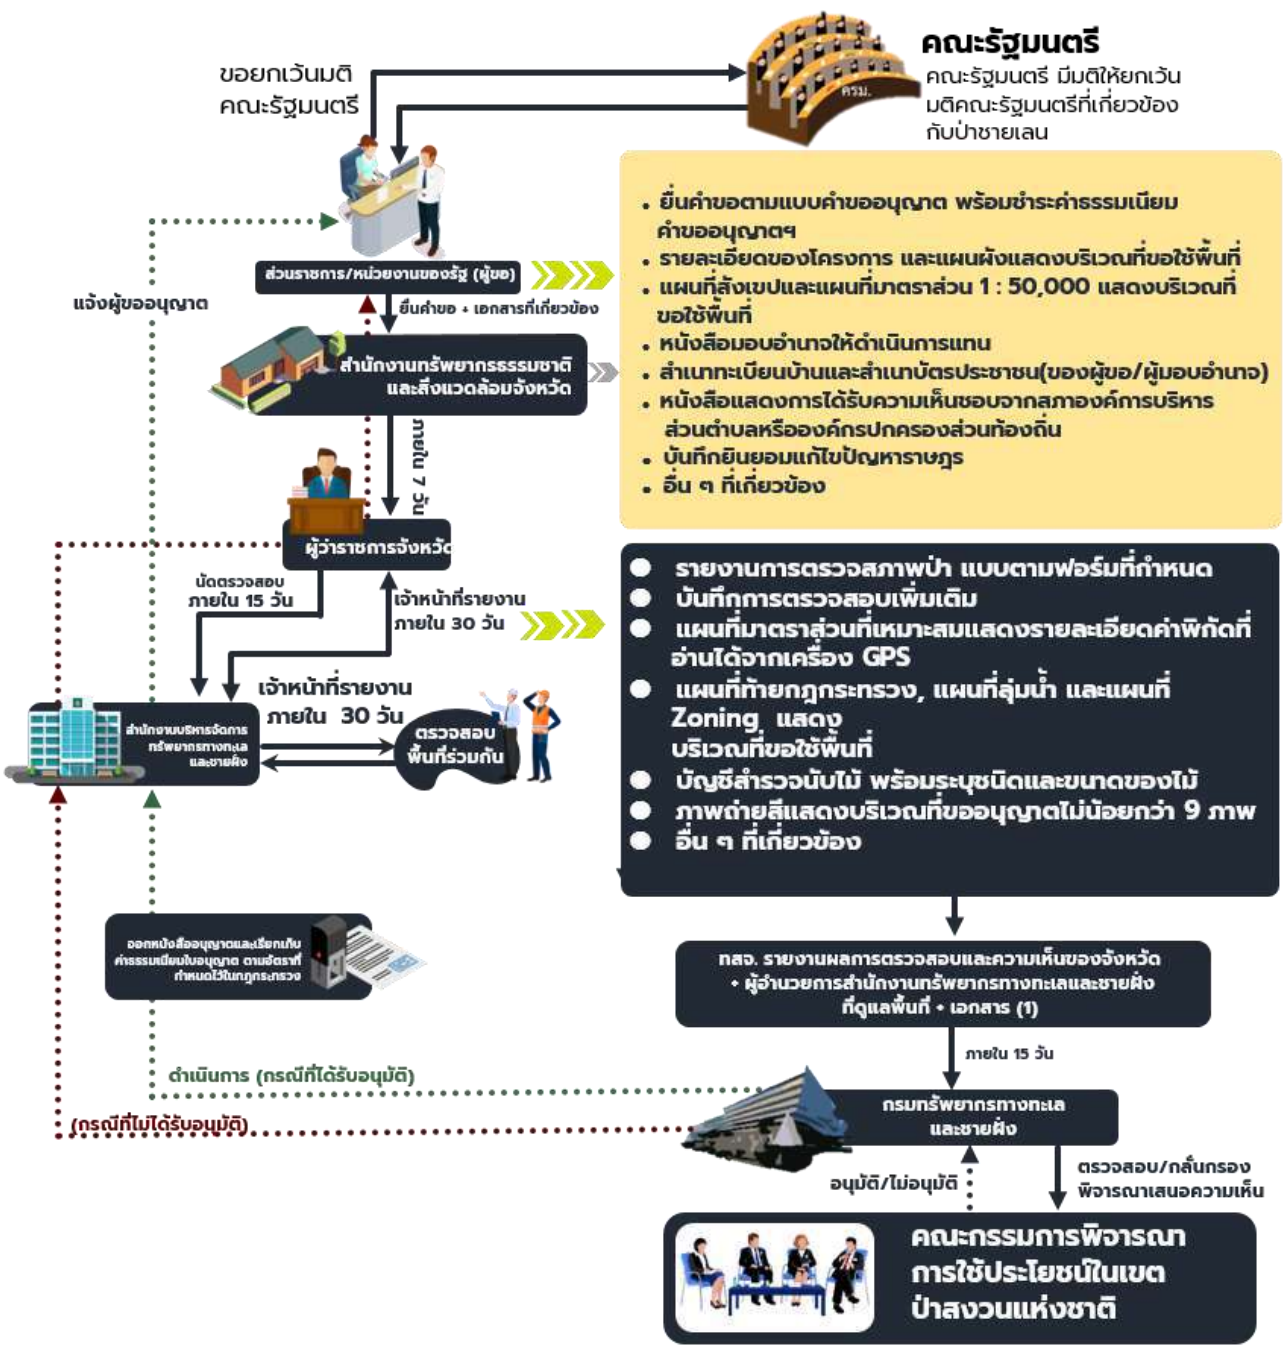 ขอยกเว้นมติ
คณะรัฐมนตรี
ครม.
คณะรัฐมนตรี
คณะรัฐมนตรี มีมติให้ยกเว้น
มติคณะรัฐมนตรีที่เกี่ยวข้อง
กับป่าชายเลน
ส่วนราชการ/หน่วยงานของรัฐ (ผู้ขอ)
แจ้งผู้ขออนุญาต
ยื่นคำขอ + เอกสารที่เกี่ยวข้อง
• ยื่นคำขอตามแบบคำขออนุญาต พร้อมชำระค่าธรรมเนียม
คำขออนุญาตฯ
• รายละเอียดของโครงการ และแผนผังแสดงบริเวณที่ขอใช้พื้นที่
• แผนที่สังเขปและแผนที่มาตราส่วน 1 : 50,000 แสดงบริเวณที่
ขอใช้พื้นที่
• หนังสือมอบอำนาจให้ดำเนินการแทน
• สำเนาทะเบียนบ้านและสำเนาบัตรประชาชน(ของผู้ขอ/ผู้มอบอำนาจ)
• หนังสือแสดงการได้รับความเห็นชอบจากสภาองค์การบริหาร
ส่วนตำบลหรือองค์กรปกครองส่วนท้องถิ่น
• บันทึกยินยอมแก้ไขปัญหาราษฎร
• อื่น ๆ ที่เกี่ยวข้อง
สำนักงานทรัพยากรธรรมชาติ
และสิ่งแวดล้อมจังหวัด
ภายใน 7 วัน
ผู้ว่าราชการจังหวัด
นัดตรวจสอบ
ภายใน 15 วัน
เจ้าหน้าที่รายงาน
ภายใน 30 วัน
เจ้าหน้าที่รายงาน
ภายใน 30 วัน
สำนักงานบริหารจัดการ
ทรัพยากรทางทะเล
และชายฝั่ง
ตรวจสอบ
พื้นที่ร่วมกัน
รายงานการตรวจสภาพป่า แบบตามฟอร์มที่กำหนด
บันทึกการตรวจสอบเพิ่มเติม
แผนที่มาตราส่วนที่เหมาะสมแสดงรายละเอียดค่าพิกัดที่
อ่านได้จากเครื่อง GPS
แผนที่ท้ายกฎกระทรวง, แผนที่ลุ่มน้ำ และแผนที่
Zoning แสดง
บริเวณที่ขอใช้พื้นที่
บัญชีสำรวจนับไม้ พร้อมระบุชนิดและขนาดของไม้
ภาพถ่ายสีแสดงบริเวณที่ขออนุญาตไม่น้อยกว่า 9 ภาพ
อื่น ๆ ที่เกี่ยวข้อง
ออกหนังสืออนุญาตและเรียกเก็บ
ค่าธรรมเนียมใบอนุญาต ตามอัตราที่
กำหนดไว้ในกฎกระทรวง
ทสจ. รายงานผลการตรวจสอบและความเห็นของจังหวัด
+ ผู้อำนวยการสำนักงานทรัพยากรทางทะเลและชายฝั่ง
ที่ดูแลพื้นที่ + เอกสาร (1)
ภายใน 15 วัน
ดำเนินการ (กรณีที่ได้รับอนุมัติ)
(กรณีที่ไม่ได้รับอนุมัติ)
กรมทรัพยากรทางทะเล
และชายฝั่ง
อนุมัติ/ไม่อนุมัติ
ตรวจสอบ/กลั่นกรอง
พิจารณาเสนอความเห็น
คณะกรรมการพิจารณา
การใช้ประโยชน์ในเขต
ป่าสงวนแห่งชาติ